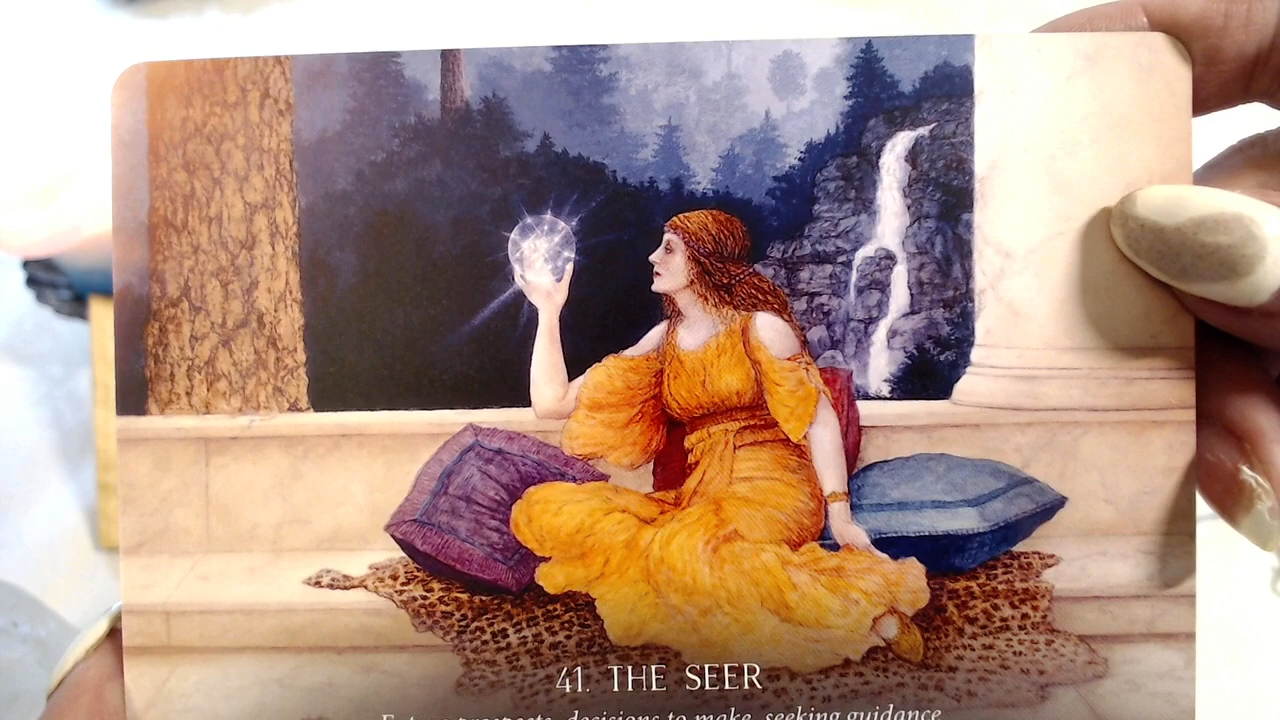 41. THE SEER
Future prospects, decisions to make, seeking guidance